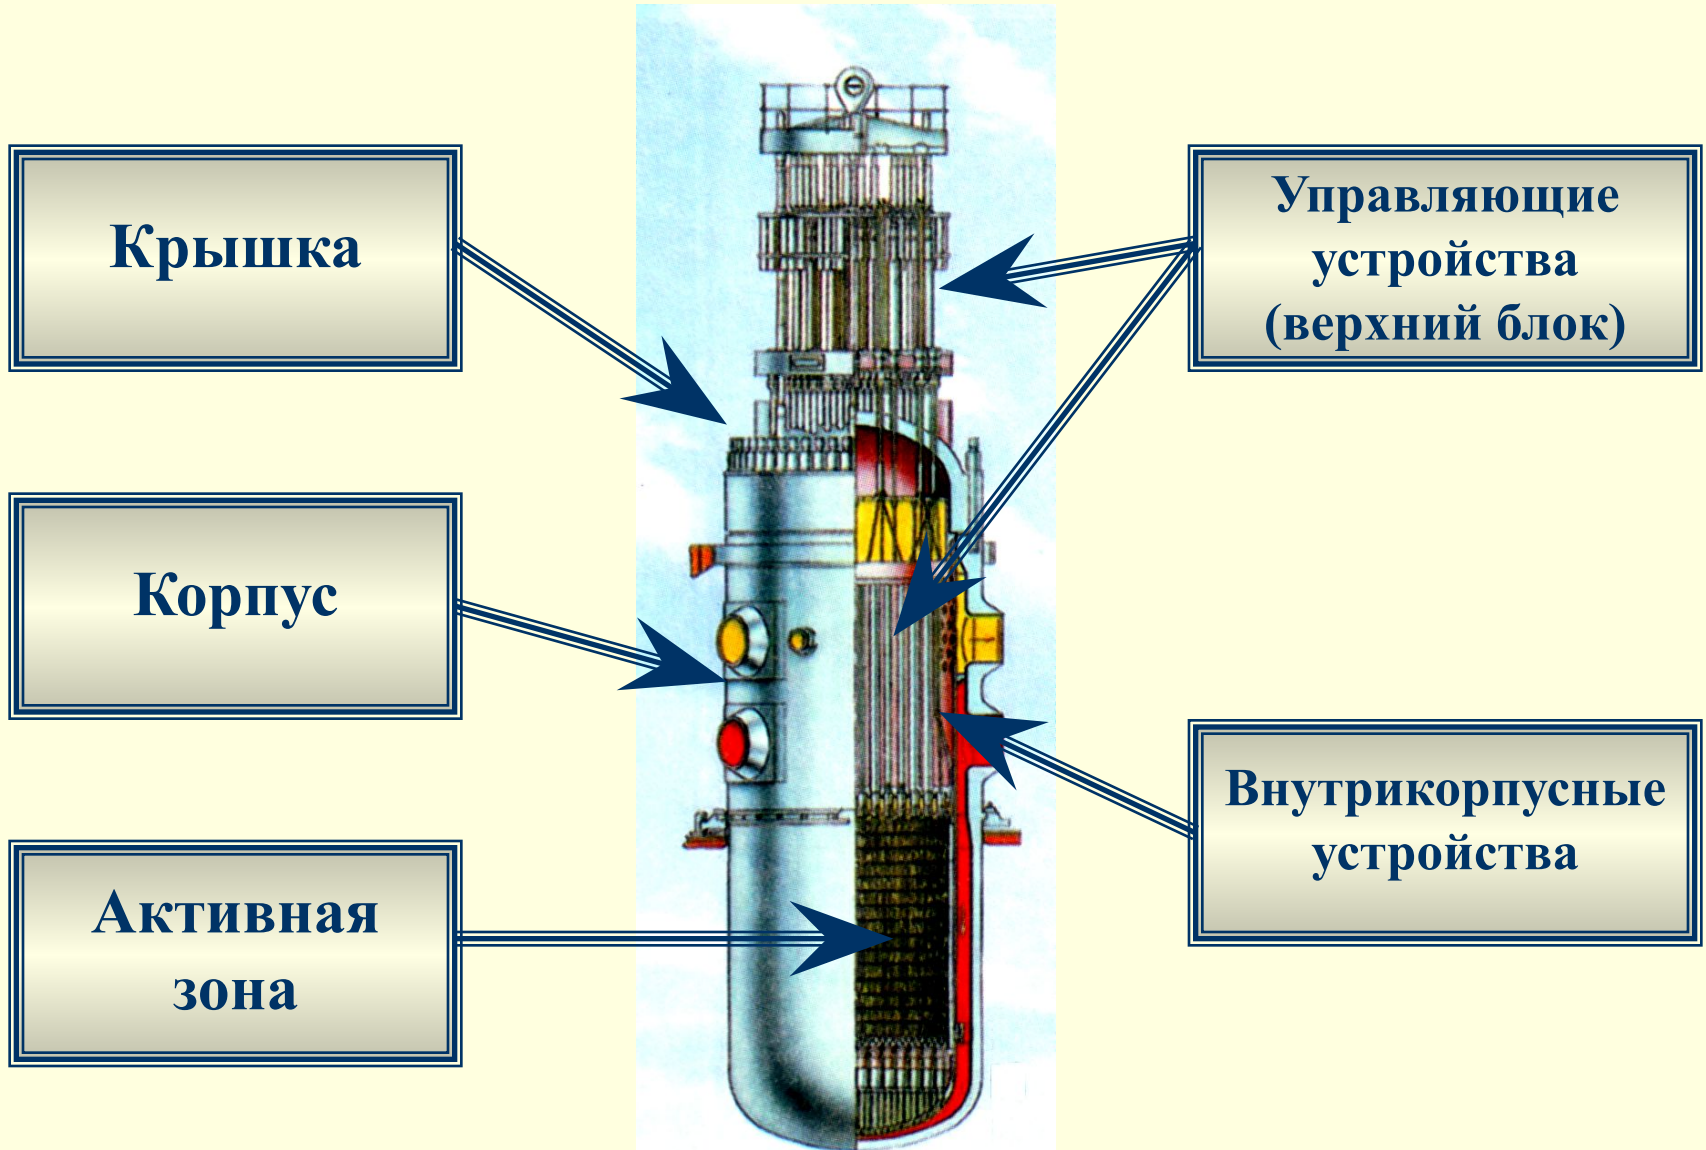 Крышка
Управляющие
устройства
(верхний блок)
Корпус
Внутрикорпусные
устройства
Активная
зона